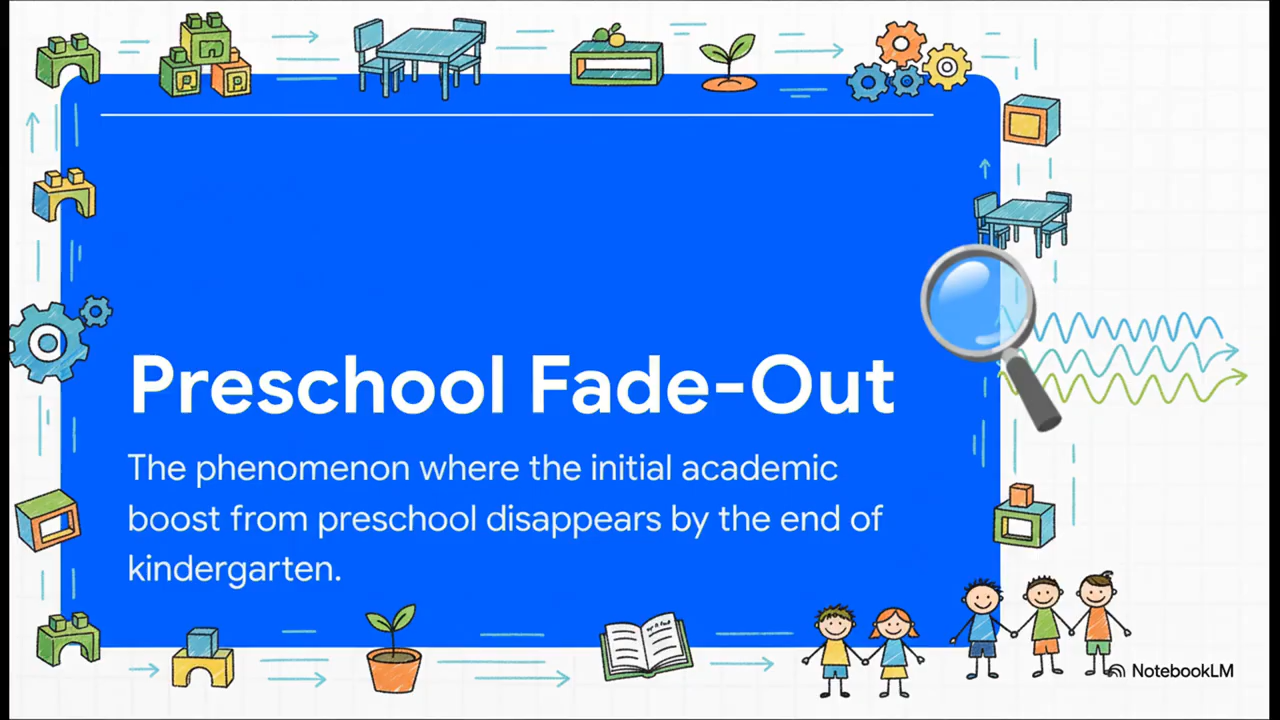 Preschool Fade-Out
The phenomenon where the initial academic
boost from preschool disappears by the end of
kindergarten.
NotebookLM